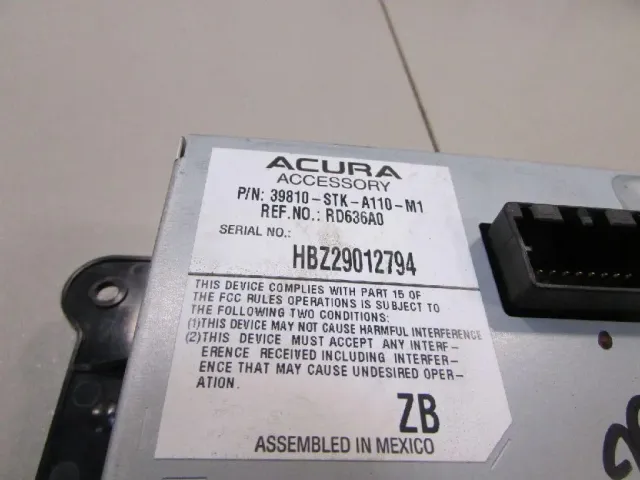 ACURA
ACCESSORY
P/N: 39810-STK-A110-M1
REF.NO.: RD636A0
SERIAL NO.:
HBZ29012794
THIS DEVICE COMPLIES WITH PART 15 OF
THE FCC RULES OPERATIONS IS SUBJECT TO
THE FOLLOWING TWO CONDITIONS:
(1)THIS DEVICE MAY NOT CAUSE HARMFUL INTERFERENCE
(2)THIS DEVICE MUST ACCEPT ANY INTERF-
ERENCE RECEIVED INCLUDING INTERFER-
ENCE THAT MAY CAUSE UNDESIRED OPER-
ATION.
ZB
ASSEMBLED IN MEXICO